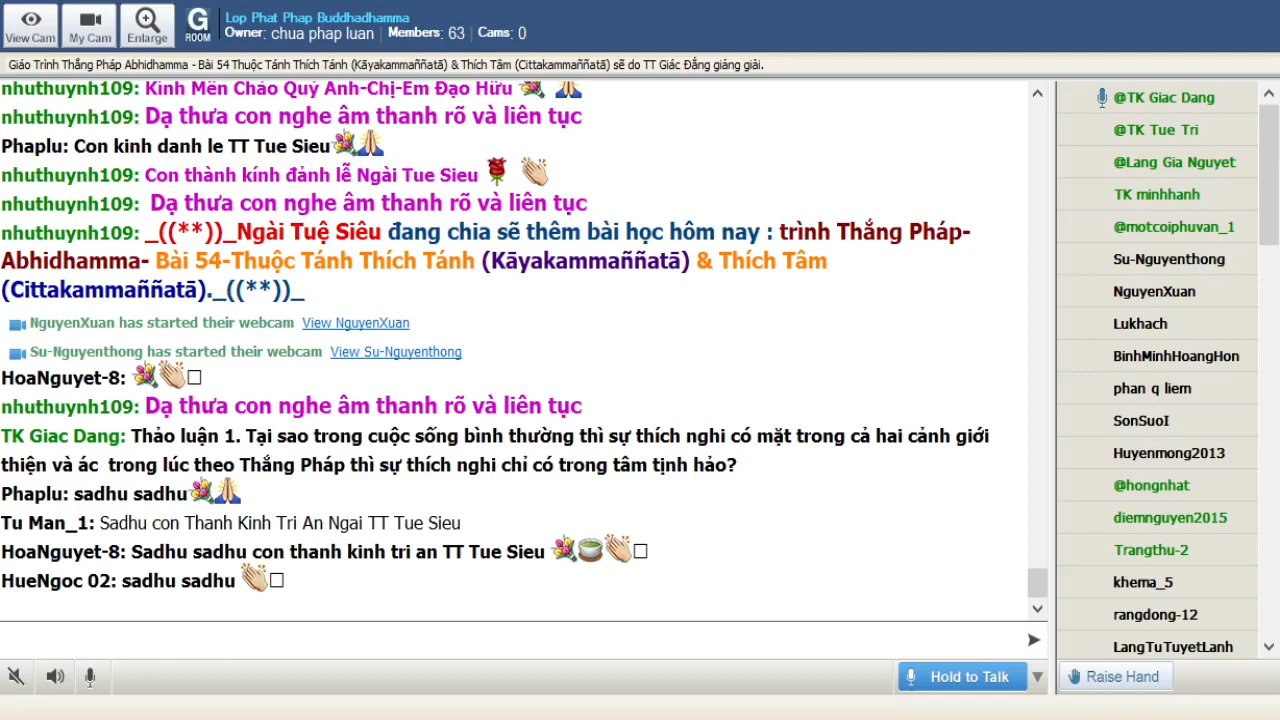 View Cam
My Cam
Enlarge
G
ROOM
Lop Phat Phap Buddhadhamma
Owner: chua phap luan Members: 63 Cams: 0
Giáo Trình Thắng Pháp Abhidhamma - Bài 54 Thuộc Tánh Thích Tánh (Kāyakammaññatā) & Thích Tâm (Cittakammaññatā) sẽ do TT Giác Đẳng giảng giải.
nhuthuynh109: Kính Mến Chào Quý Anh-Chị-Em Đạo Hữu
nhuthuynh109: Dạ thưa con nghe âm thanh rõ và liên tục
Phaplu: Con kinh danh le TT Tue Sieu
nhuthuynh109: Con thành kính đảnh lễ Ngài Tue Sieu
nhuthuynh109: Dạ thưa con nghe âm thanh rõ và liên tục
nhuthuynh109: _((**))_Ngài Tuệ Siêu đang chia sẽ thêm bài học hôm nay : trình Thắng Pháp-
Abhidhamma- Bài 54-Thuộc Tánh Thích Tánh (Kāyakammaññatā) & Thích Tâm
(Cittakammaññatā)._((**))_
NguyenXuan has started their webcam View NguyenXuan
Su-Nguyenthong has started their webcam View Su-Nguyenthong
HoaNguyet-8:
nhuthuynh109: Dạ thưa con nghe âm thanh rõ và liên tục
TK Giac Dang: Thảo luận 1. Tại sao trong cuộc sống bình thường thì sự thích nghi có mặt trong cả hai cảnh giới
thiện và ác trong lúc theo Thắng Pháp thì sự thích nghi chỉ có trong tâm tịnh hảo?
Phaplu: sadhu sadhu
Tu Man_1: Sadhu con Thanh Kinh Tri An Ngai TT Tue Sieu
HoaNguyet-8: Sadhu sadhu con thanh kinh tri an TT Tue Sieu
HueNgoc 02: sadhu sadhu
Hold to Talk
@TK Giac Dang
@TK Tue Tri
@Lang Gia Nguyet
TK minhhanh
@motcoiphuvan_1
Su-Nguyenthong
NguyenXuan
Lukhach
BinhMinhHoangHon
phan q liem
SonSuoI
Huyenmong2013
@hongnhat
diemnguyen2015
Trangthu-2
khema_5
rangdong-12
LangTuTuyetLanh
Raise Hand